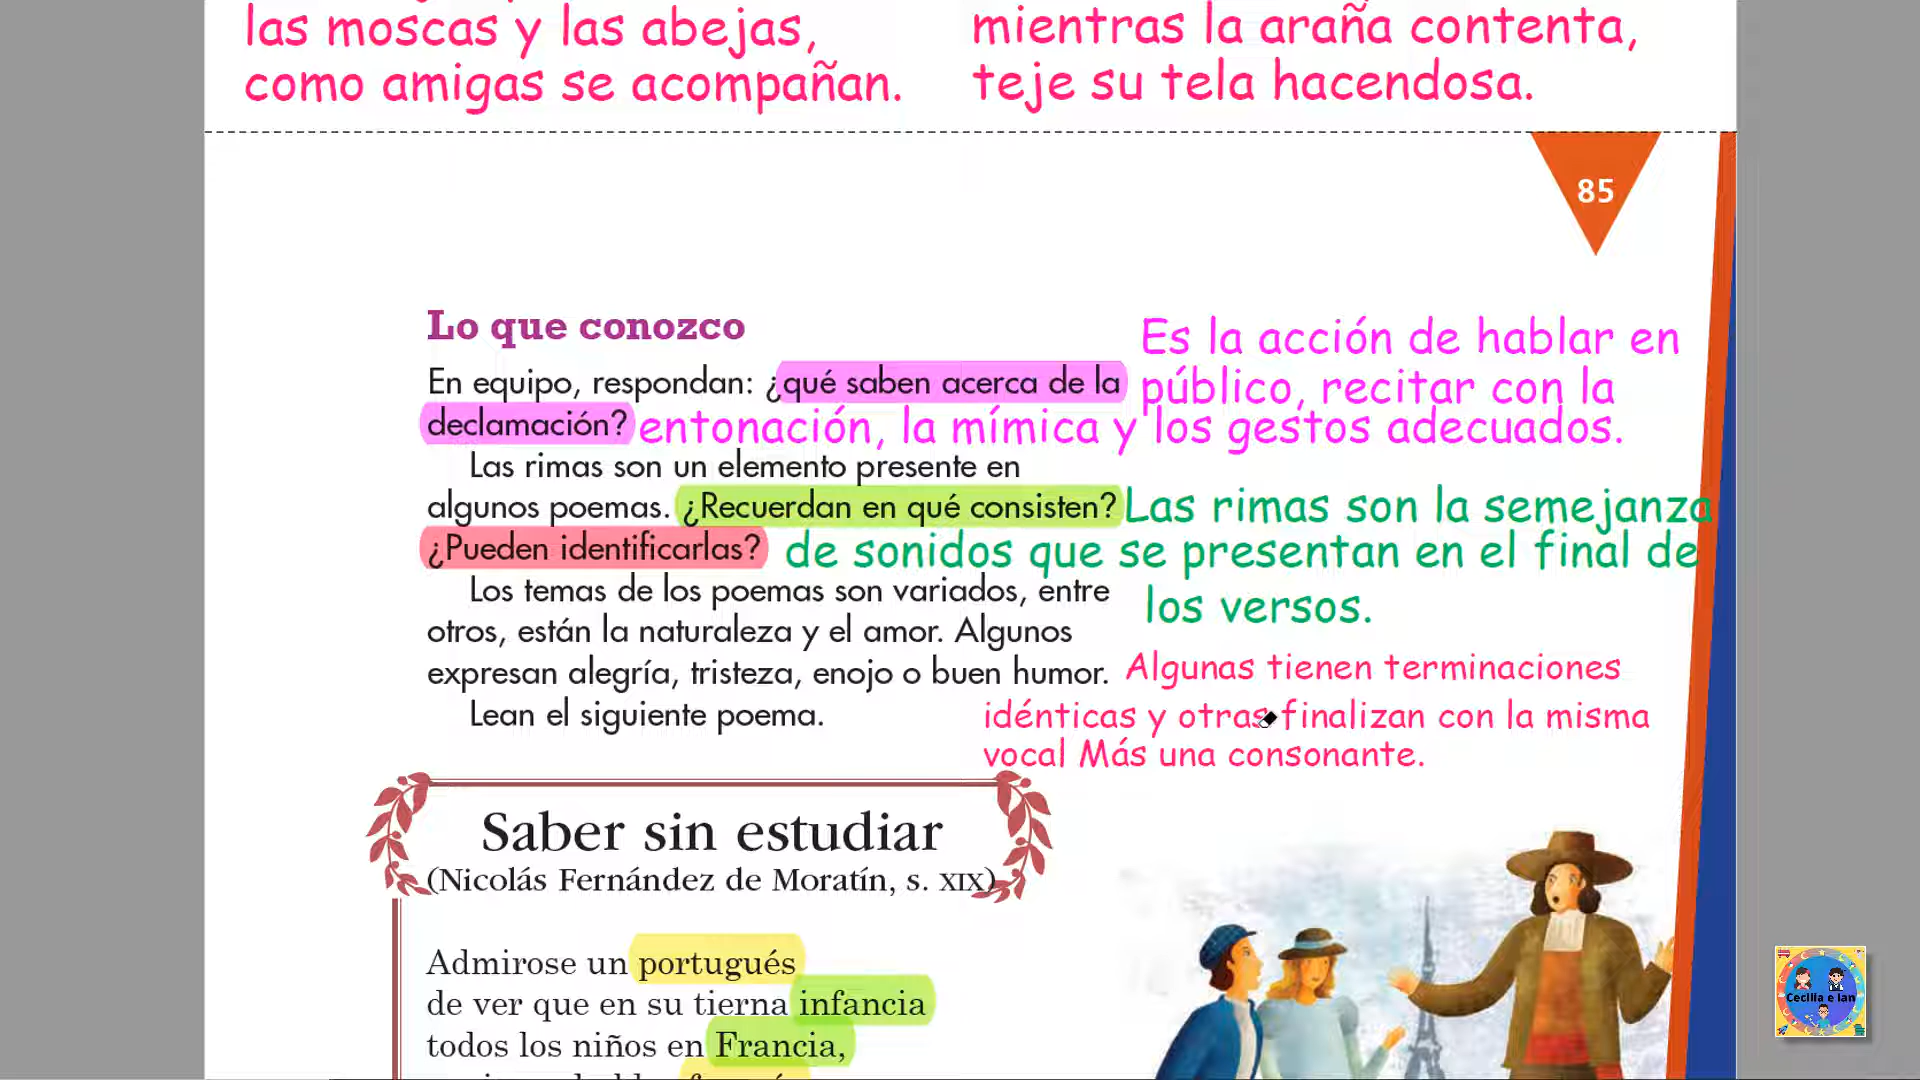 las moscas y las abejas,
como amigas se acompañan.
mientras la araña contenta,
teje su tela hacendosa.
85
Lo que conozco
En equipo, respondan: ¿qué saben acerca de la
declamación?
Es la acción de hablar en
público, recitar con la
entonación, la mímica y los gestos adecuados.
Las rimas son un elemento presente en
algunos poemas. ¿Recuerdan en qué consisten?
¿Pueden identificarlas?
Las rimas son la semejanza
de sonidos que se presentan en el final de
los versos.
Los temas de los poemas son variados, entre
otros, están la naturaleza y el amor. Algunos
expresan alegría, tristeza, enojo o buen humor.
Lean el siguiente poema.
Algunas tienen terminaciones
idénticas y otras finalizan con la misma
vocal Más una consonante.
Saber sin estudiar
(Nicolás Fernández de Moratín, s. XIX)
Admirose un portugués
de ver que en su tierna infancia
todos los niños en Francia,
Cecilia e Ian